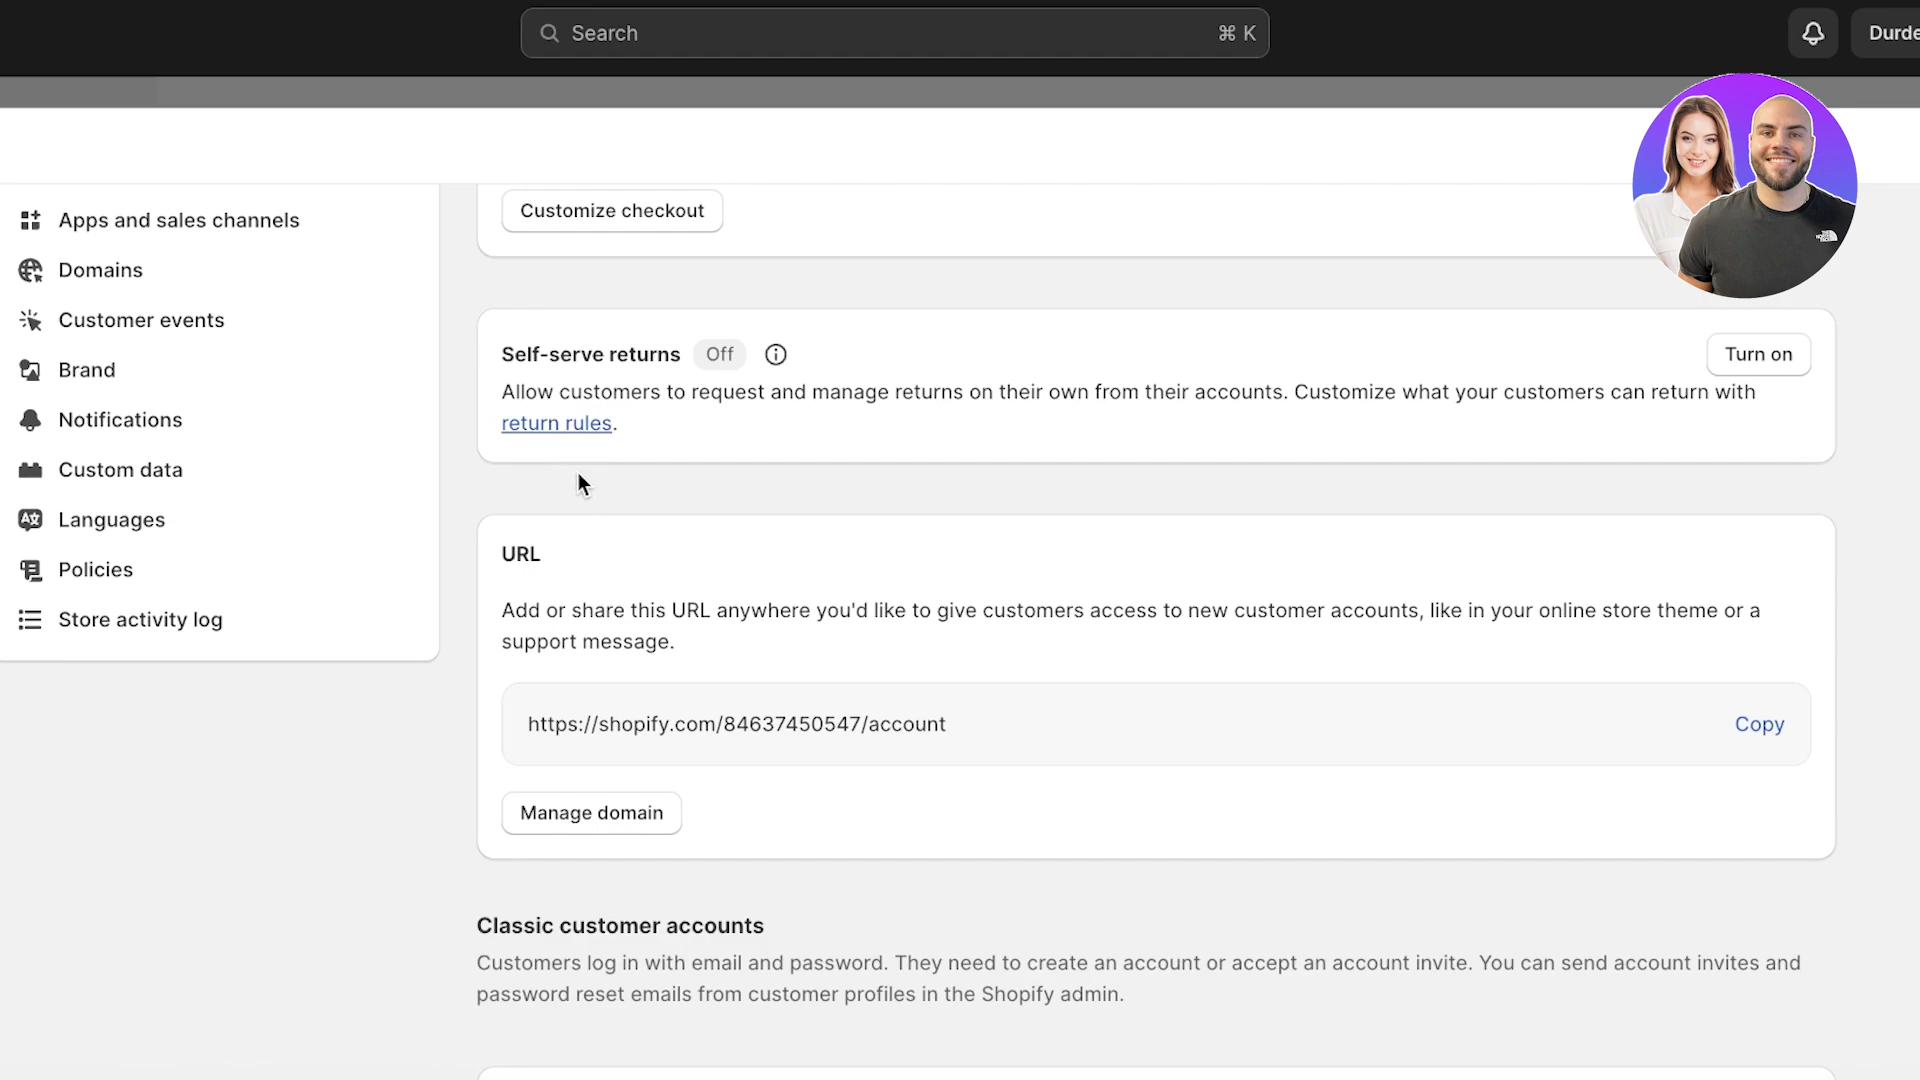 Search
⌘ K
Durde
Apps and sales channels
Domains
Customer events
Brand
Notifications
Custom data
Languages
Policies
Store activity log
Customize checkout
Self-serve returns Off
Turn on
Allow customers to request and manage returns on their own from their accounts. Customize what your customers can return with
return rules.
URL
Add or share this URL anywhere you'd like to give customers access to new customer accounts, like in your online store theme or a
support message.
https://shopify.com/84637450547/account
Copy
Manage domain
Classic customer accounts
Customers log in with email and password. They need to create an account or accept an account invite. You can send account invites and
password reset emails from customer profiles in the Shopify admin.